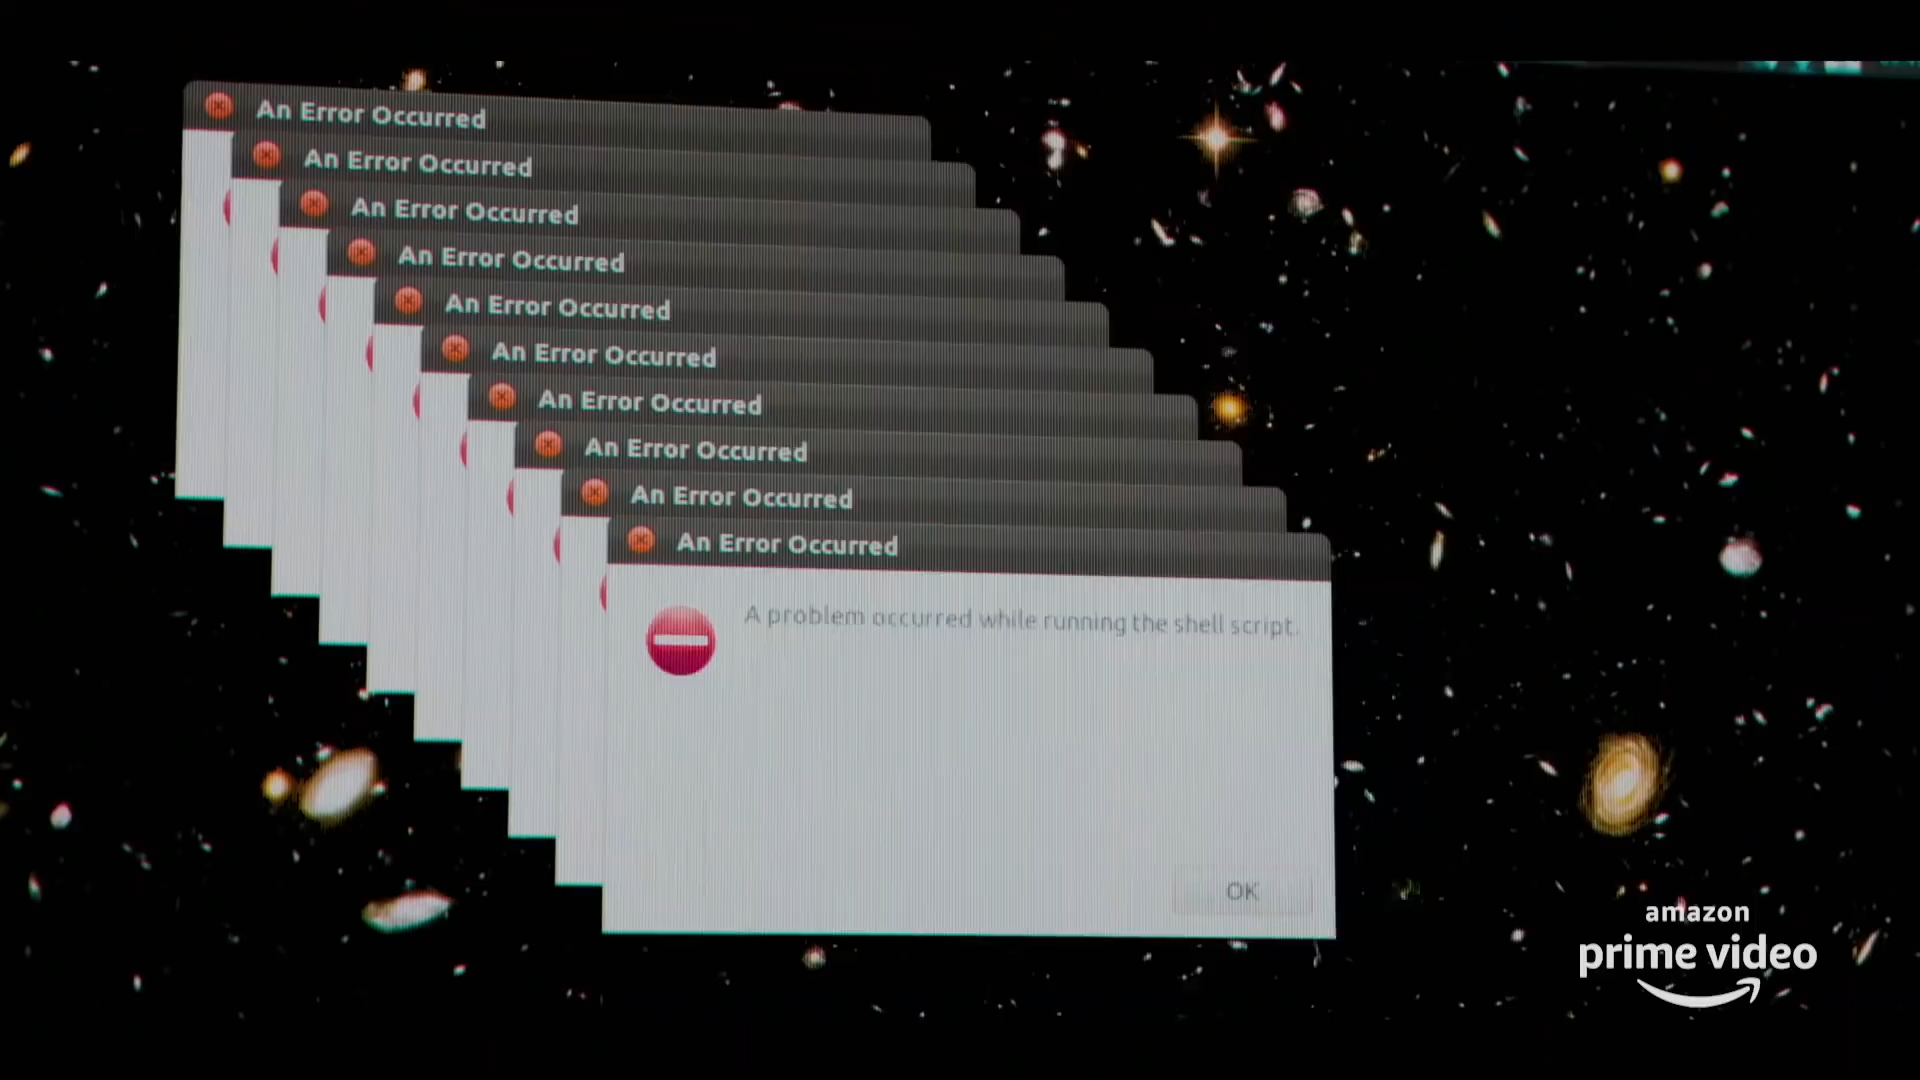 An Error Occurred
An Error Occurred
An Error Occurred
An Error Occurred
An Error Occurred
An Error Occurred
An Error Occurred
An Error Occurred
An Error Occurred
An Error Occurred
A problem occurred while running the shell script.
OK
amazon
prime video